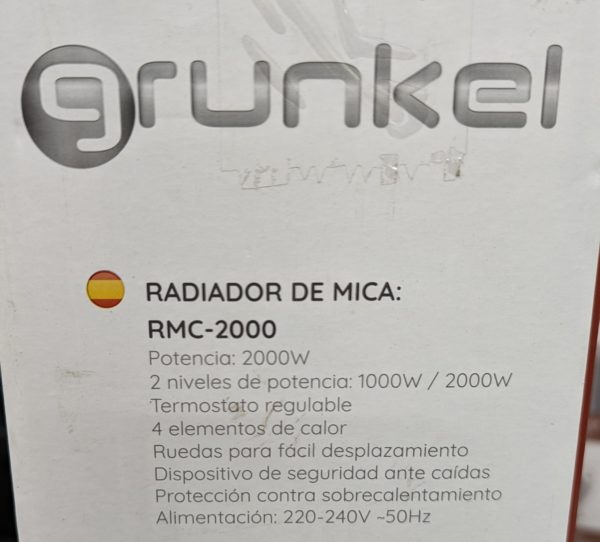 grunkel
RADIADOR DE MICA:
RMC-2000
Potencia: 2000W
2 niveles de potencia: 1000W / 2000W
Termostato regulable
4 elementos de calor
Ruedas para fácil desplazamiento
Dispositivo de seguridad ante caídas
Protección contra sobrecalentamiento
Alimentación: 220-240V ~50Hz